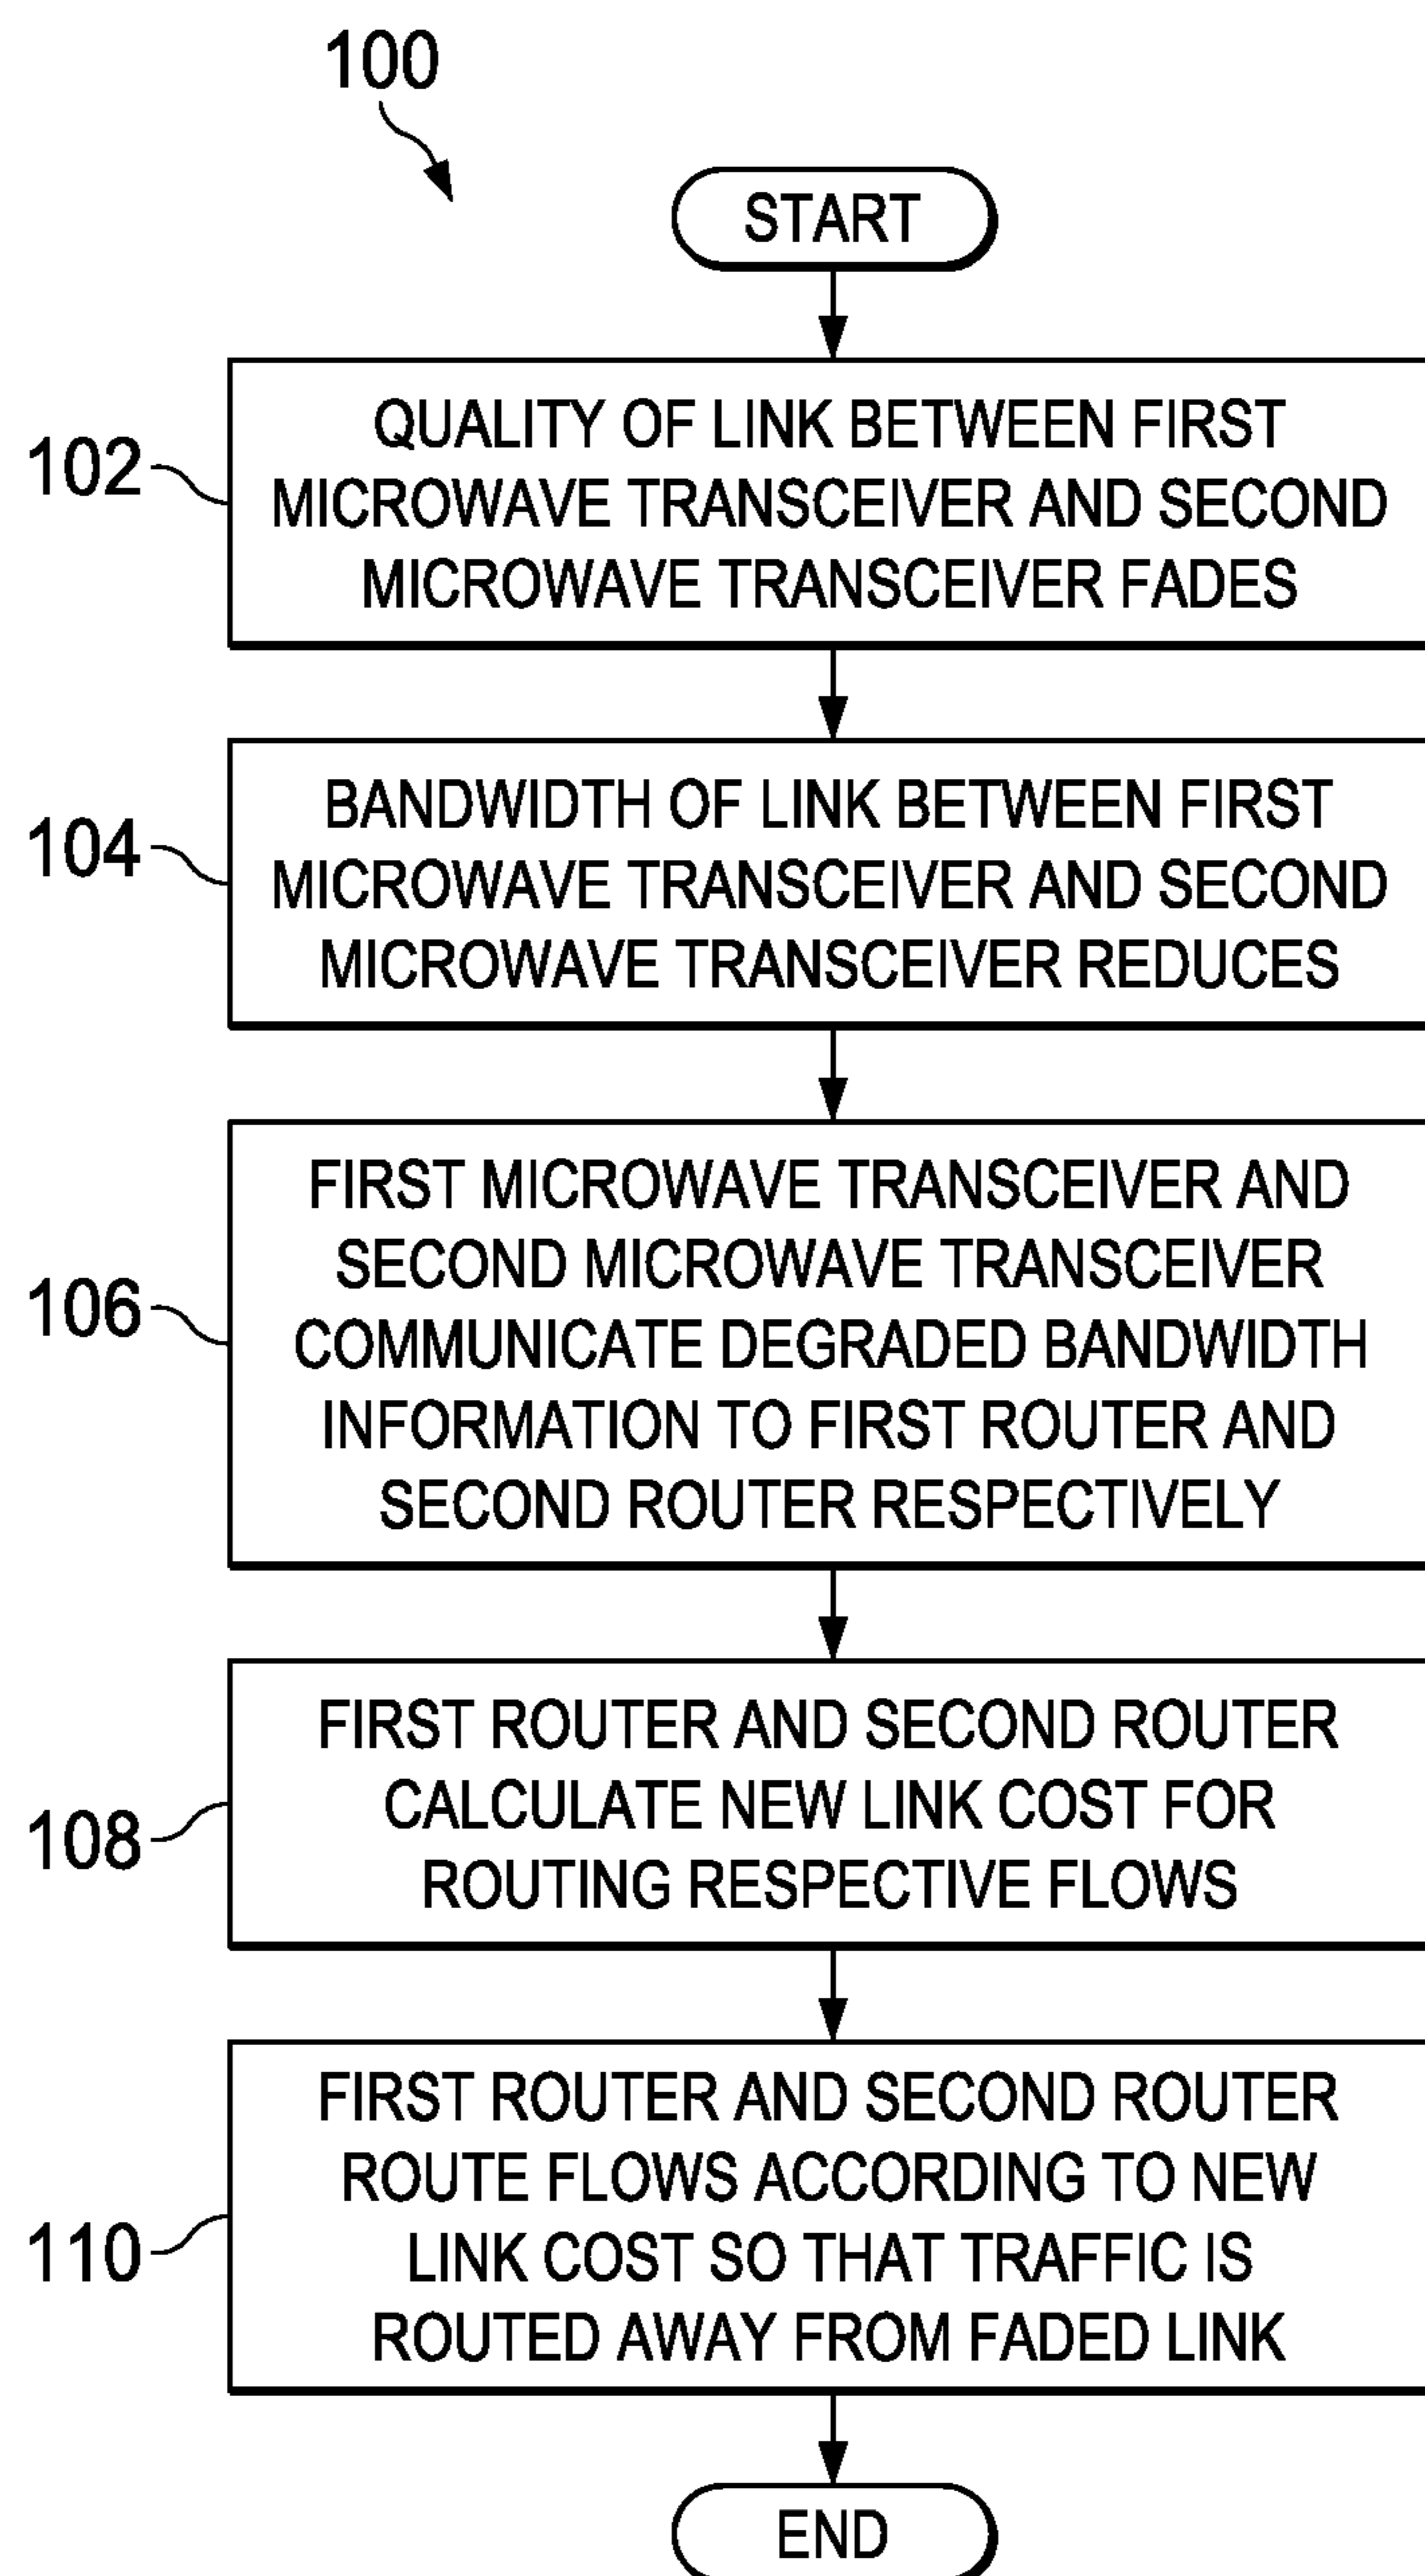 100
START
102
QUALITY OF LINK BETWEEN FIRST
MICROWAVE TRANSCEIVER AND SECOND
MICROWAVE TRANSCEIVER FADES
104
BANDWIDTH OF LINK BETWEEN FIRST
MICROWAVE TRANSCEIVER AND SECOND
MICROWAVE TRANSCEIVER REDUCES
106
FIRST MICROWAVE TRANSCEIVER AND
SECOND MICROWAVE TRANSCEIVER
COMMUNICATE DEGRADED BANDWIDTH
INFORMATION TO FIRST ROUTER AND
SECOND ROUTER RESPECTIVELY
108
FIRST ROUTER AND SECOND ROUTER
CALCULATE NEW LINK COST FOR
ROUTING RESPECTIVE FLOWS
110
FIRST ROUTER AND SECOND ROUTER
ROUTE FLOWS ACCORDING TO NEW
LINK COST SO THAT TRAFFIC IS
ROUTED AWAY FROM FADED LINK
END